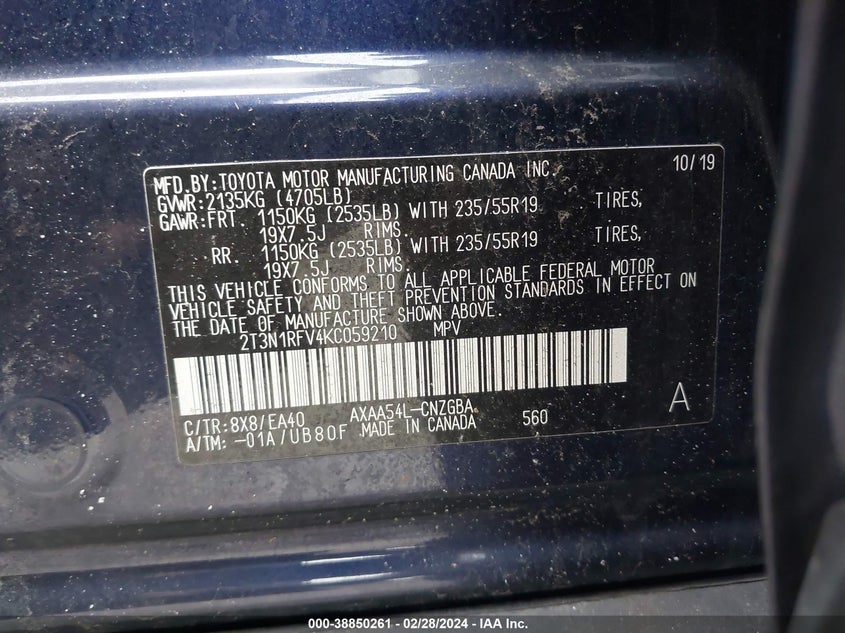 MFD.BY:TOYOTA MOTOR MANUFACTURING CANADA INC. 10/19
GVWR:2135KG (4705LB)
GAWR:FRT. 1150KG (2535LB) WITH 235/55R19 TIRES,
19X7.5J RIMS.
RR. 1150KG (2535LB) WITH 235/55R19 TIRES,
19X7.5J RIMS.
THIS VEHICLE CONFORMS TO ALL APPLICABLE FEDERAL MOTOR
VEHICLE SAFETY AND THEFT PREVENTION STANDARDS IN EFFECT ON
THE DATE OF MANUFACTURE SHOWN ABOVE.
2T3N1RFV4KC059210 MPV
C/TR:8X8/EA40 AXAA54L-CNZGBA A
A/TM: -01A/UB80F MADE IN CANADA 560
000-38850261 - 02/28/2024 - IAA Inc.